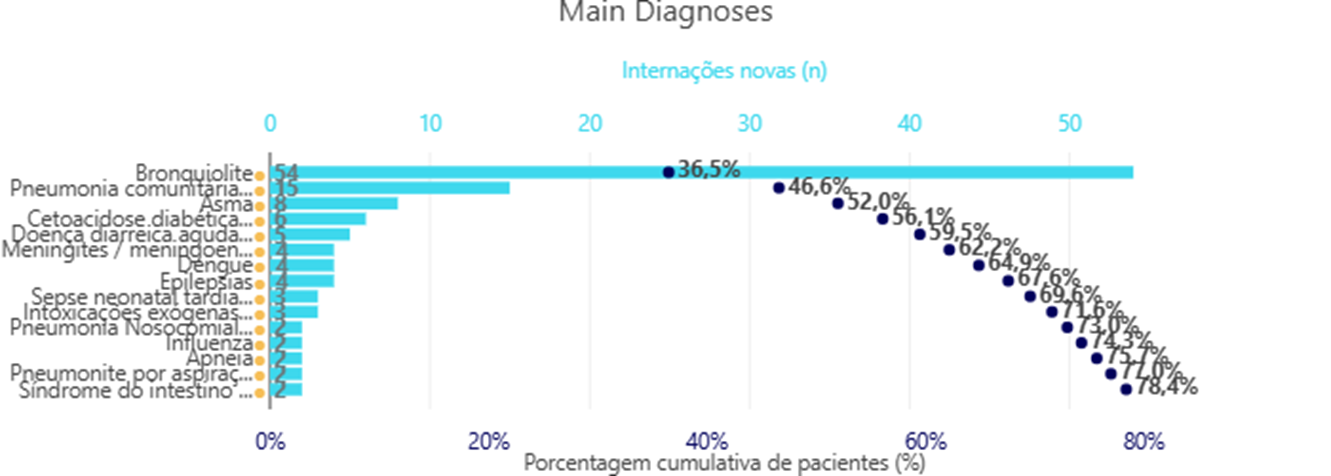 Main Diagnoses
Internações novas (n)
0 10 20 30 40 50
Bronquiolite 54 36,5%
Pneumonia comunitária... 15 46,6%
Asma 8 52,0%
Cetoacidose diabética... 6 56,1%
Doença diarreica aguda... 5 59,5%
Meningites / meningoen... 4 62,2%
Dengue 4 64,9%
Epilepsias 4 67,6%
Sepse neonatal tardia... 3 69,6%
Intoxicações exógenas... 3 71,6%
Pneumonia Nosocomial... 2 73,0%
Influenza 2 74,3%
Apneia 2 75,7%
Pneumonite por aspiraç... 2 77,0%
Síndrome do intestino ... 2 78,4%
0% 20% 40% 60% 80%
Porcentagem cumulativa de pacientes (%)